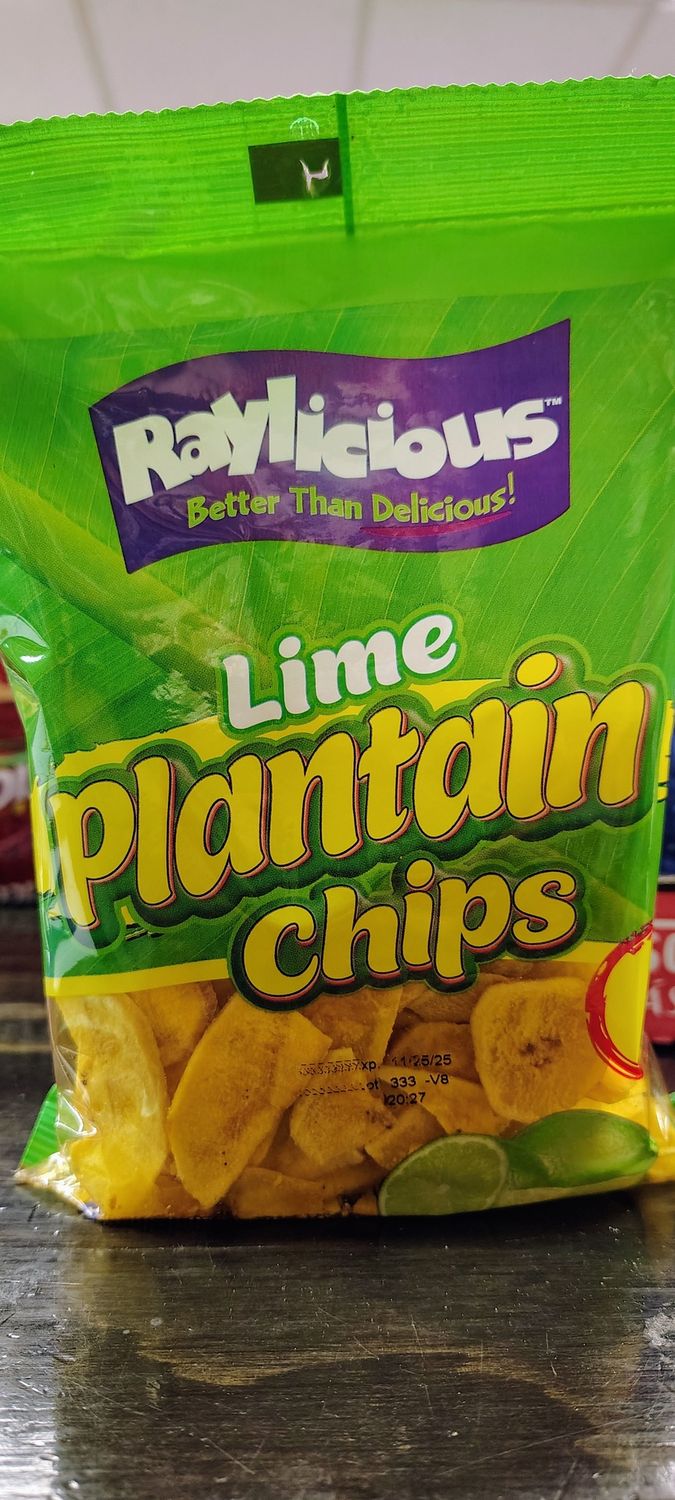 Raylicious™
Better Than Delicious!
Lime
Plantain
Chips
xp. 11/25/25
ot 333 -V8
20:27